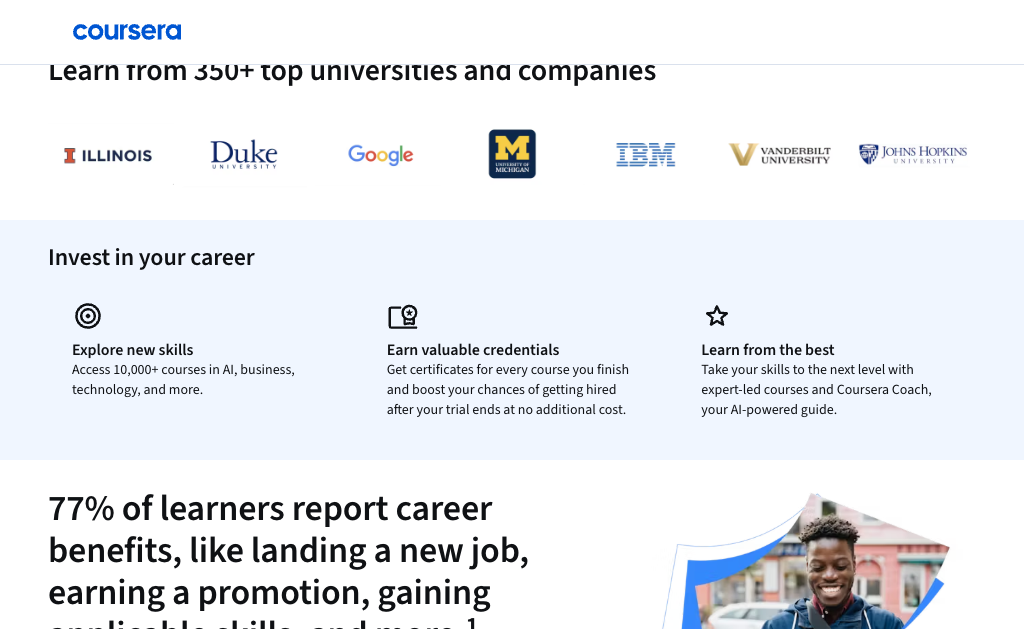 coursera
Learn from 350+ top universities and companies
ILLINOIS
Duke
UNIVERSITY
Google
M
UNIVERSITY OF
MICHIGAN
IBM
VANDERBILT
UNIVERSITY
JOHNS HOPKINS
UNIVERSITY
Invest in your career
Explore new skills
Access 10,000+ courses in AI, business,
technology, and more.
Earn valuable credentials
Get certificates for every course you finish
and boost your chances of getting hired
after your trial ends at no additional cost.
Learn from the best
Take your skills to the next level with
expert-led courses and Coursera Coach,
your AI-powered guide.
77% of learners report career
benefits, like landing a new job,
earning a promotion, gaining
applicable skills, and more.¹